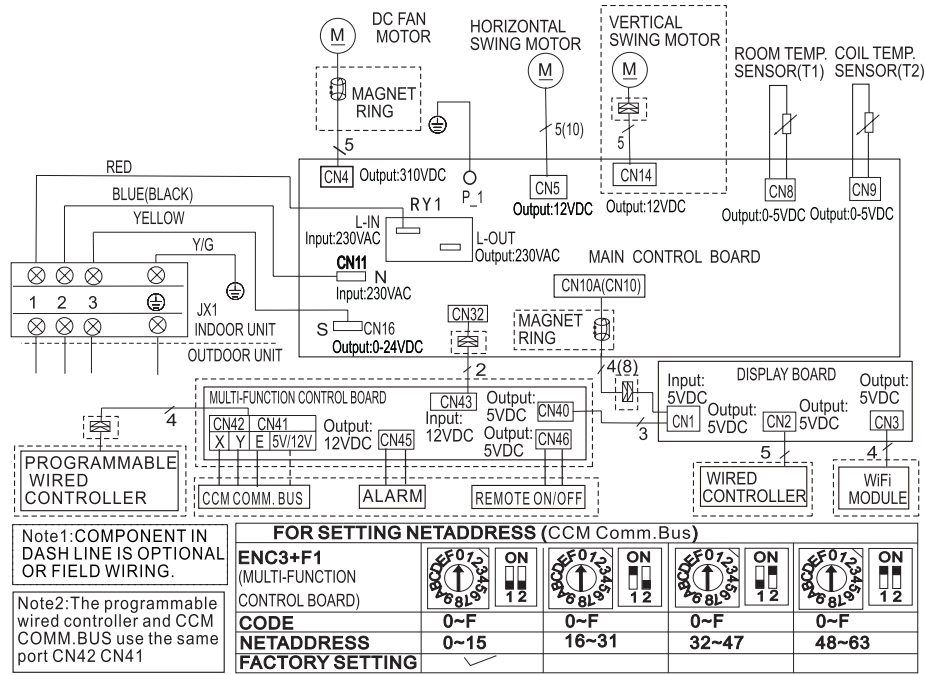 DC FAN
MOTOR
M
HORIZONTAL
SWING MOTOR
M
VERTICAL
SWING MOTOR
M
ROOM TEMP.
SENSOR(T1)
COIL TEMP.
SENSOR(T2)
MAGNET
RING
5
5(10)
5
RED
BLUE(BLACK)
YELLOW
Y/G
CN4
Output:310VDC
P_1
CN5
Output:12VDC
CN14
Output:12VDC
CN8
Output:0-5VDC
CN9
Output:0-5VDC
RY1
L-IN
Input:230VAC
L-OUT
Output:230VAC
CN11
N
Input:230VAC
S
CN16
Output:0-24VDC
MAIN CONTROL BOARD
CN10A(CN10)
CN32
MAGNET
RING
1 2 3
JX1
INDOOR UNIT
OUTDOOR UNIT
2
4(8)
3
4
MULTI-FUNCTION CONTROL BOARD
CN42
CN41
X Y E 5V/12V
Output:
12VDC
CN45
CN43
Input:
12VDC
Output:
5VDC
CN40
Output:
5VDC
CN46
DISPLAY BOARD
Input:
5VDC
CN1
Output:
5VDC
CN2
Output:
5VDC
Output:
5VDC
CN3
5
4
PROGRAMMABLE
WIRED
CONTROLLER
CCM COMM. BUS
ALARM
REMOTE ON/OFF
WIRED
CONTROLLER
WiFi
MODULE
Note1:COMPONENT IN
DASH LINE IS OPTIONAL
OR FIELD WIRING.
Note2:The programmable
wired controller and CCM
COMM.BUS use the same
port CN42 CN41
FOR SETTING NETADDRESS (CCM Comm.Bus)
ENC3+F1
(MULTI-FUNCTION
CONTROL BOARD)
0123456789ABCDEF
ON
1 2
0123456789ABCDEF
ON
1 2
0123456789ABCDEF
ON
1 2
0123456789ABCDEF
ON
1 2
CODE 0~F 0~F 0~F 0~F
NETADDRESS 0~15 16~31 32~47 48~63
FACTORY SETTING